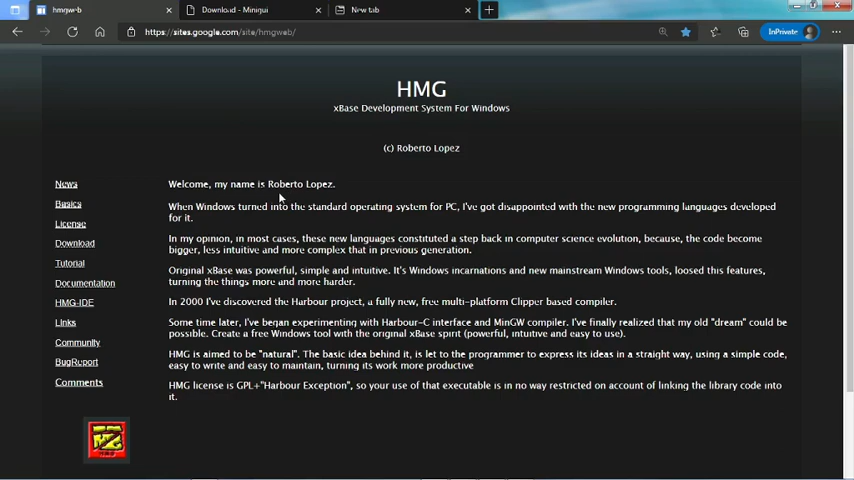 hmgweb
Download - Minigui
New tab
https://sites.google.com/site/hmgweb/
InPrivate
HMG
xBase Development System For Windows
(c) Roberto Lopez
News
Basics
License
Download
Tutorial
Documentation
HMG-IDE
Links
Community
BugReport
Comments
Welcome, my name is Roberto Lopez.
When Windows turned into the standard operating system for PC, I've got disappointed with the new programming languages developed
for it.
In my opinion, in most cases, these new languages constituted a step back in computer science evolution, because, the code become
bigger, less intuitive and more complex that in previous generation.
Original xBase was powerful, simple and intuitive. It's Windows incarnations and new mainstream Windows tools, loosed this features,
turning the things more and more harder.
In 2000 I've discovered the Harbour project, a fully new, free multi-platform Clipper based compiler.
Some time later, I've began experimenting with Harbour-C interface and MinGW compiler. I've finally realized that my old "dream" could be
possible. Create a free Windows tool with the original xBase spirit (powerful, intuitive and easy to use).
HMG is aimed to be "natural". The basic idea behind it, is let to the programmer to express its ideas in a straight way, using a simple code,
easy to write and easy to maintain, turning its work more productive
HMG license is GPL+"Harbour Exception", so your use of that executable is in no way restricted on account of linking the library code into
it.